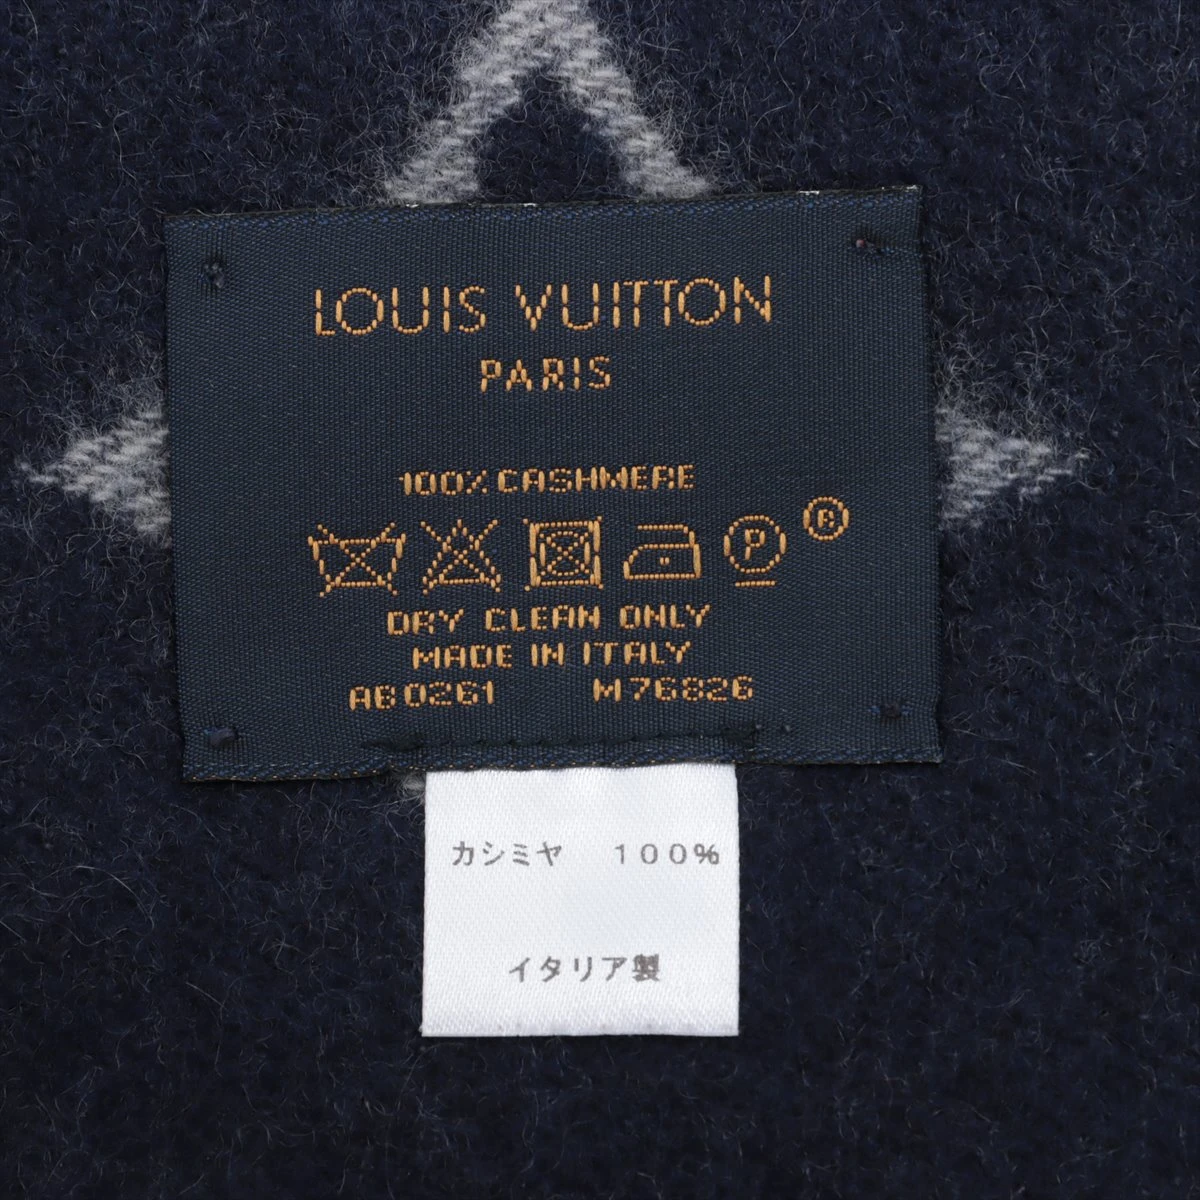 LOUIS VUITTON
PARIS
100% CASHMERE
P ®
DRY CLEAN ONLY
MADE IN ITALY
AB0261 M76826
カシミヤ 100%
イタリア製